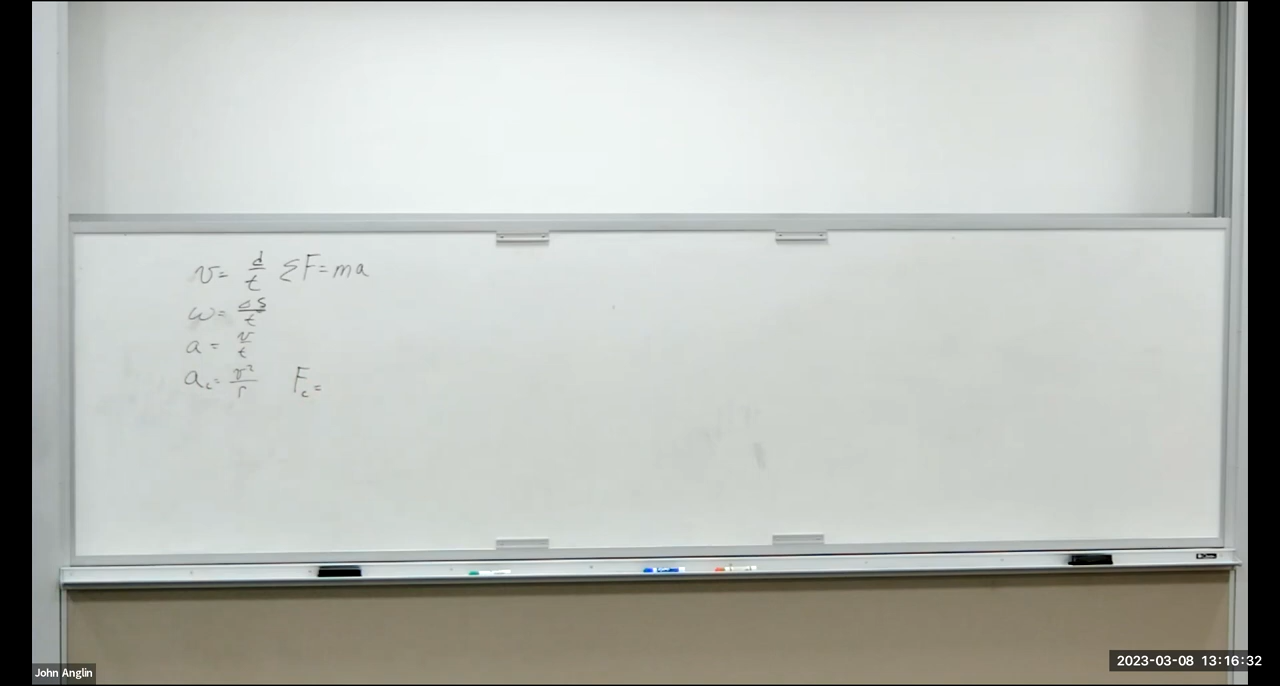 v = d/t ΣF = ma
ω = ΔS/t
a = v/t
a_c = v²/r F_c =
John Anglin
2023-03-08 13:16:32